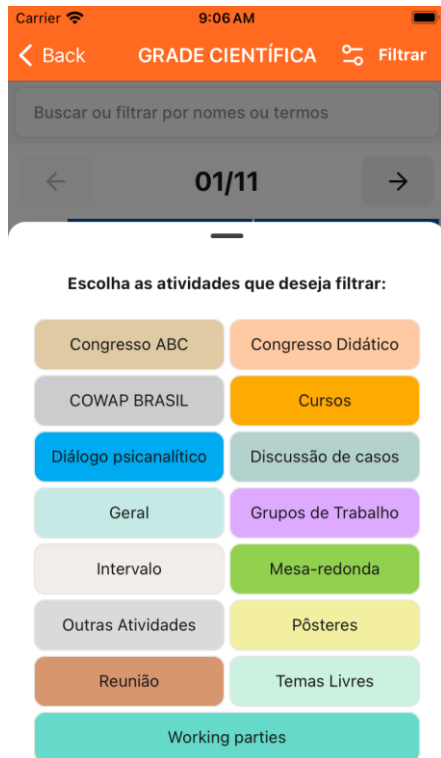 Carrier 9:06 AM
Back GRADE CIENTÍFICA Filtrar
Buscar ou filtrar por nomes ou termos
01/11
Escolha as atividades que deseja filtrar:
Congresso ABC Congresso Didático
COWAP BRASIL Cursos
Diálogo psicanalítico Discussão de casos
Geral Grupos de Trabalho
Intervalo Mesa-redonda
Outras Atividades Pôsteres
Reunião Temas Livres
Working parties